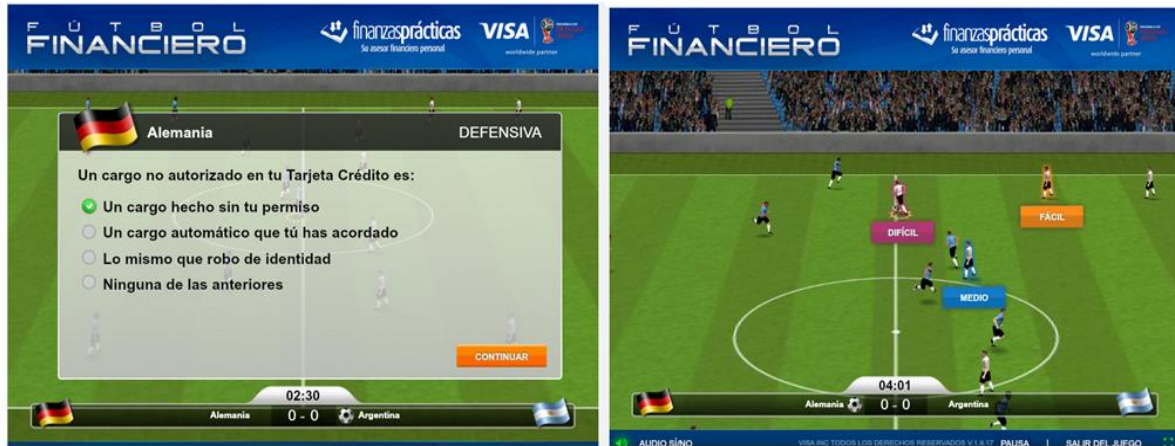 FÚTBOL
FINANCIERO
finanzasprácticas
Su asesor financiero personal
VISA
worldwide partner
Alemania
DEFENSIVA
Un cargo no autorizado en tu Tarjeta Crédito es:
Un cargo hecho sin tu permiso
Un cargo automático que tú has acordado
Lo mismo que robo de identidad
Ninguna de las anteriores
CONTINUAR
02:30
Alemania 0 - 0 Argentina
FÚTBOL
FINANCIERO
finanzasprácticas
Su asesor financiero personal
VISA
worldwide partner
FÁCIL
DIFÍCIL
MEDIO
04:01
Alemania 0 - 0 Argentina
AUDIO SÍ/NO
VISA INC TODOS LOS DERECHOS RESERVADOS V.1.9.17
PAUSA | SALIR DEL JUEGO